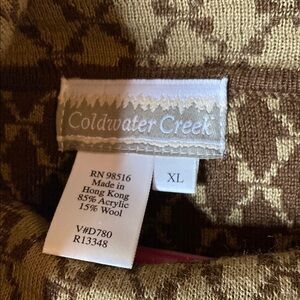 Coldwater Creek
RN 98516
Made in
Hong Kong
85% Acrylic
15% Wool
V#D780
R13348
XL